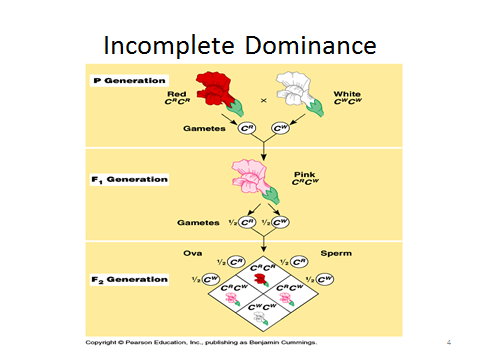 Incomplete Dominance
P Generation
Red
CRCR
x
White
CWCW
Gametes
CR
CW
F1 Generation
Pink
CRCW
Gametes
1/2
CR
1/2
CW
F2 Generation
Ova
Sperm
1/2
CR
1/2
CR
1/2
CW
1/2
CW
CRCR
CRCW
CRCW
CWCW
Copyright © Pearson Education, Inc., publishing as Benjamin Cummings.
4